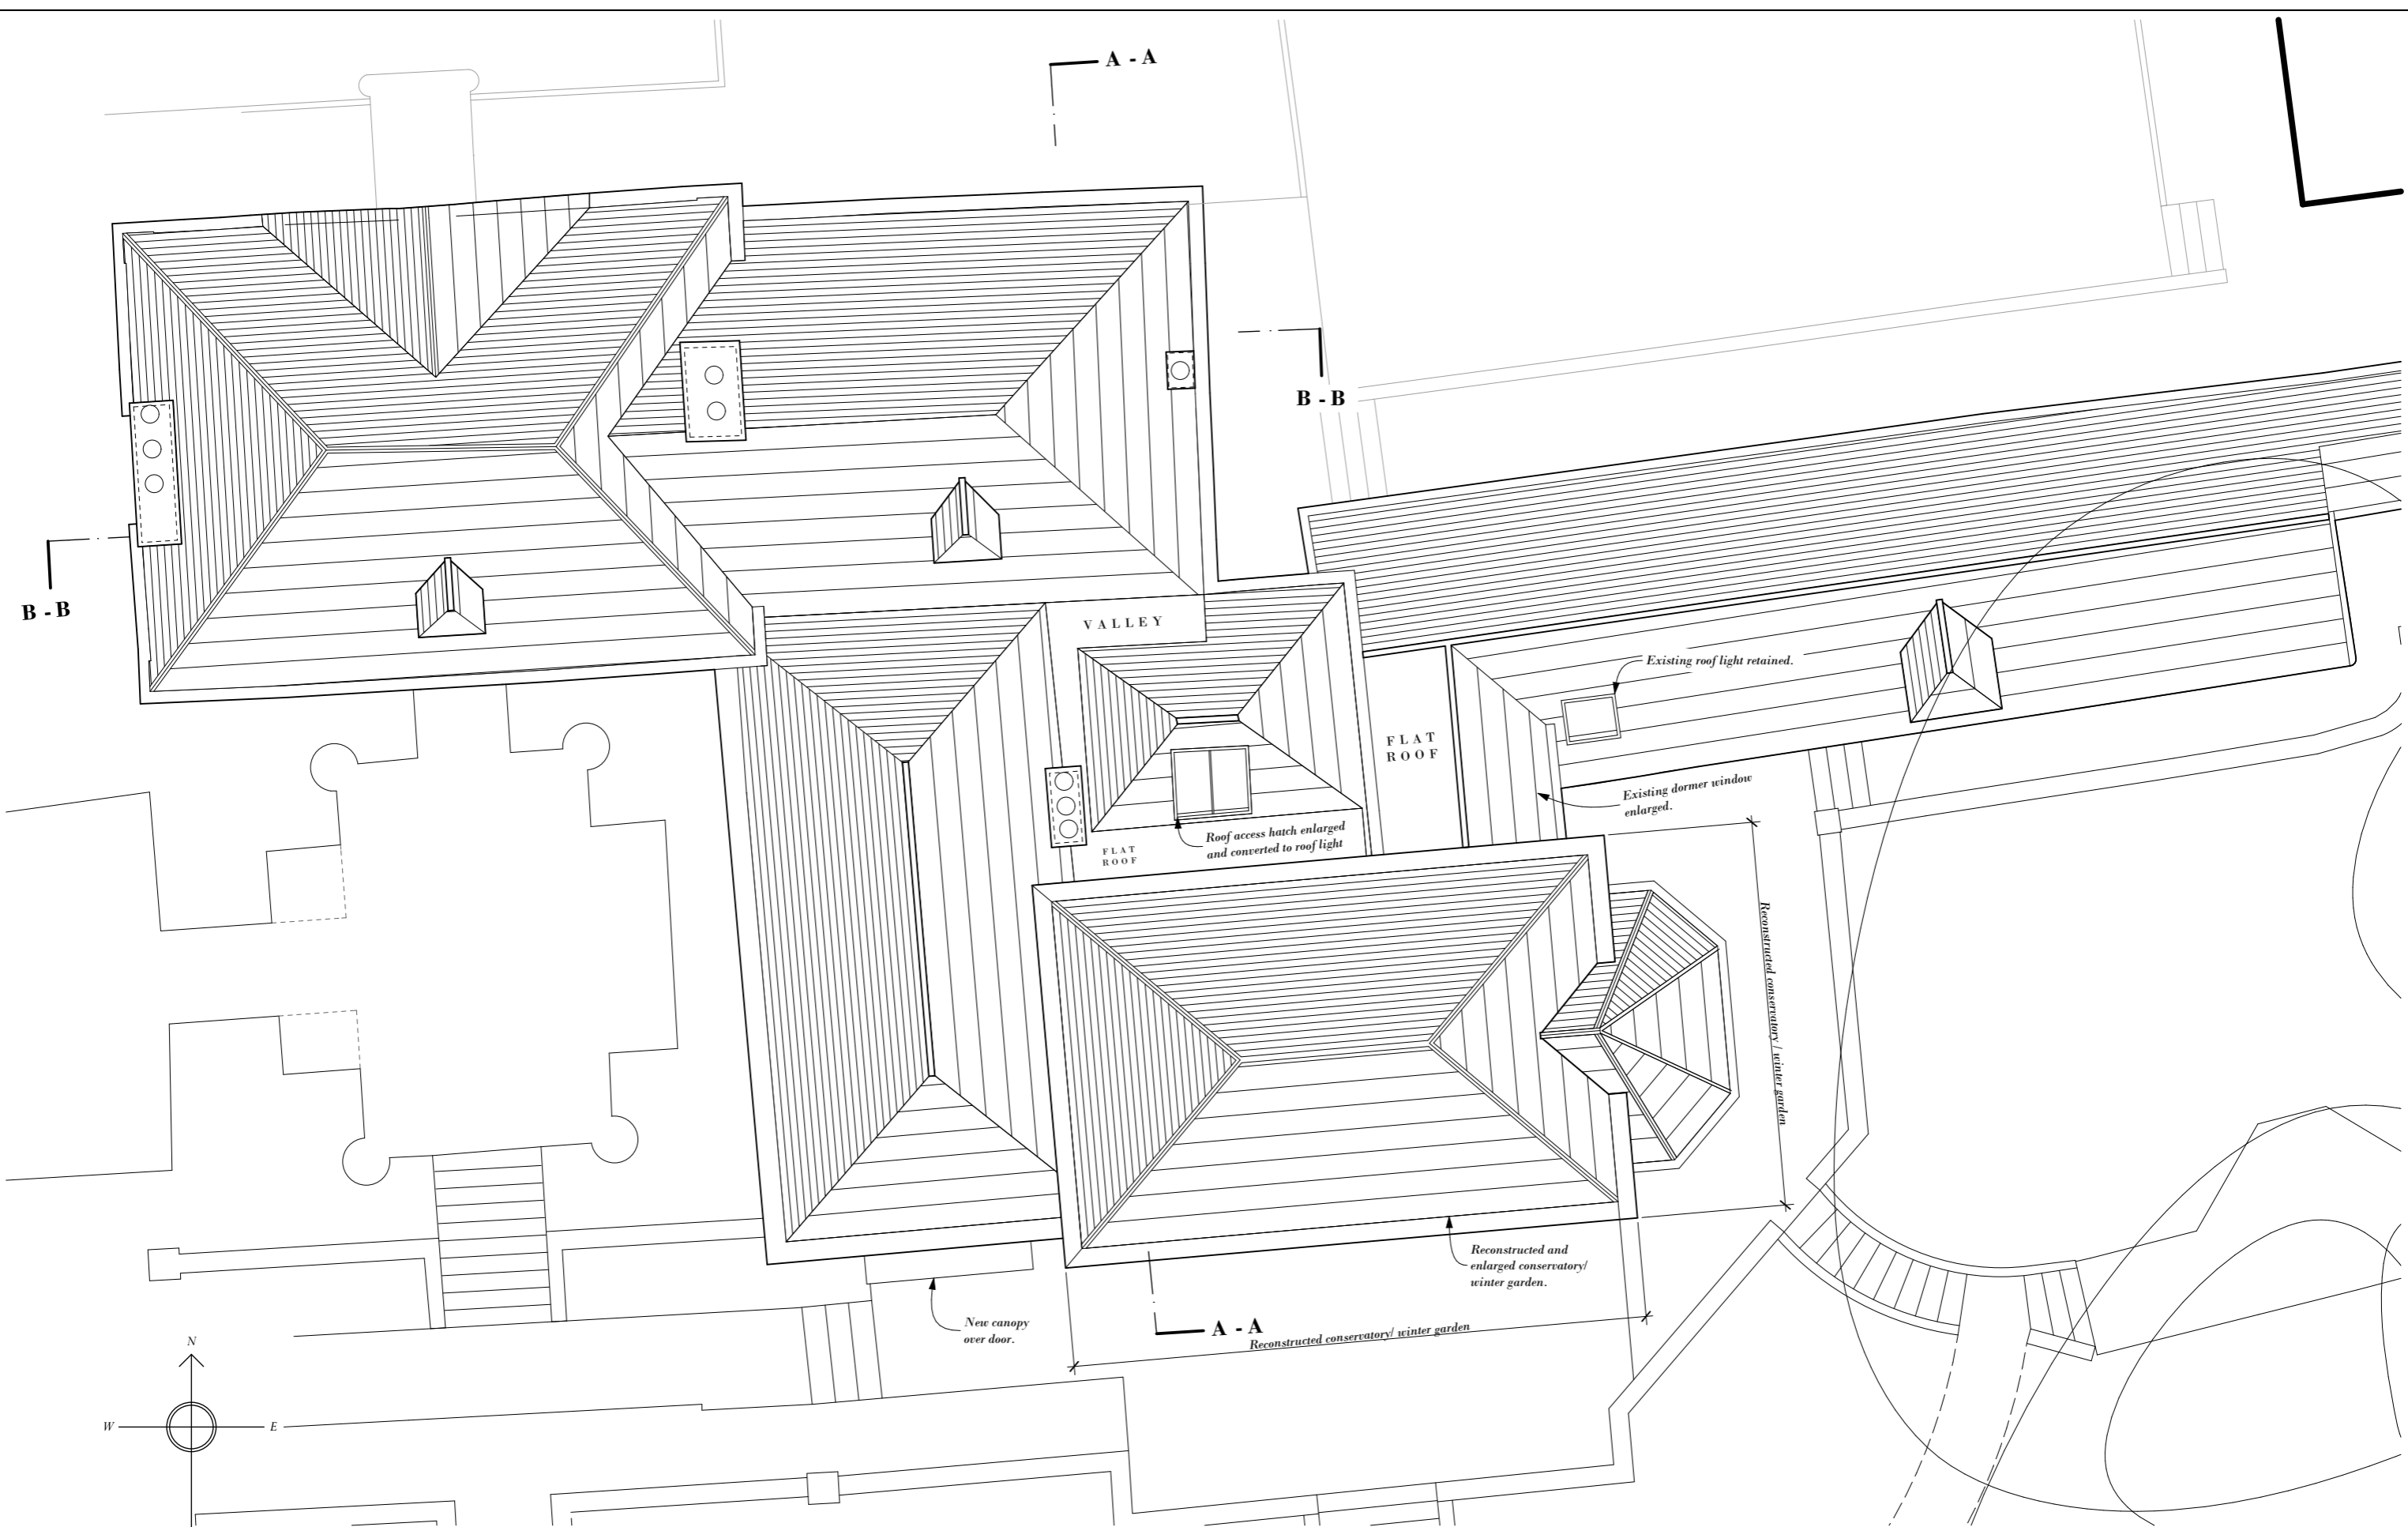 A - A
B - B
B - B
VALLEY
Existing roof light retained.
FLAT
ROOF
Existing dormer window
enlarged.
Roof access hatch enlarged
and converted to roof light
FLAT
ROOF
Reconstructed conservatory / winter garden
Reconstructed and
enlarged conservatory/
winter garden.
New canopy
over door.
A - A
Reconstructed conservatory/ winter garden
N
W
E